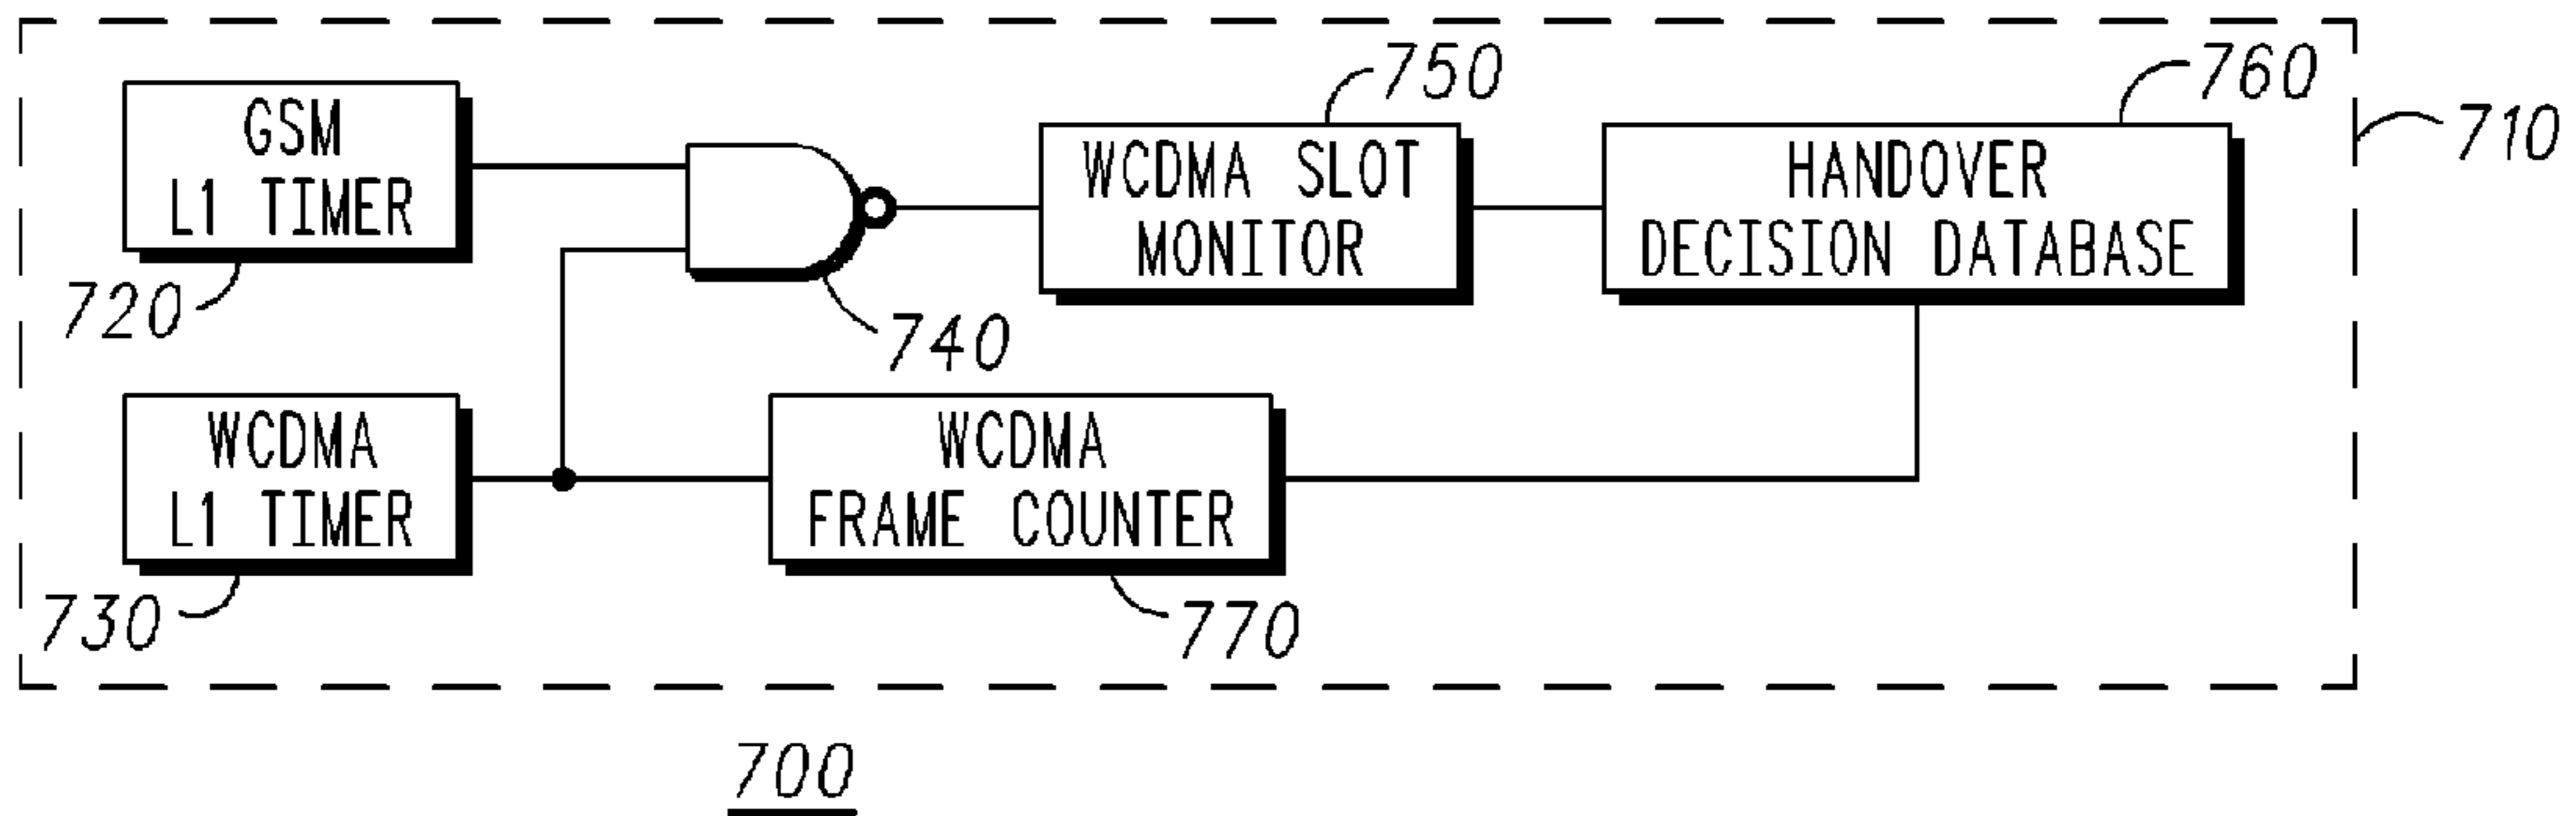 750
760
710
GSM
L1 TIMER
WCDMA SLOT
MONITOR
HANDOVER
DECISION DATABASE
720
740
WCDMA
L1 TIMER
WCDMA
FRAME COUNTER
730
770
700